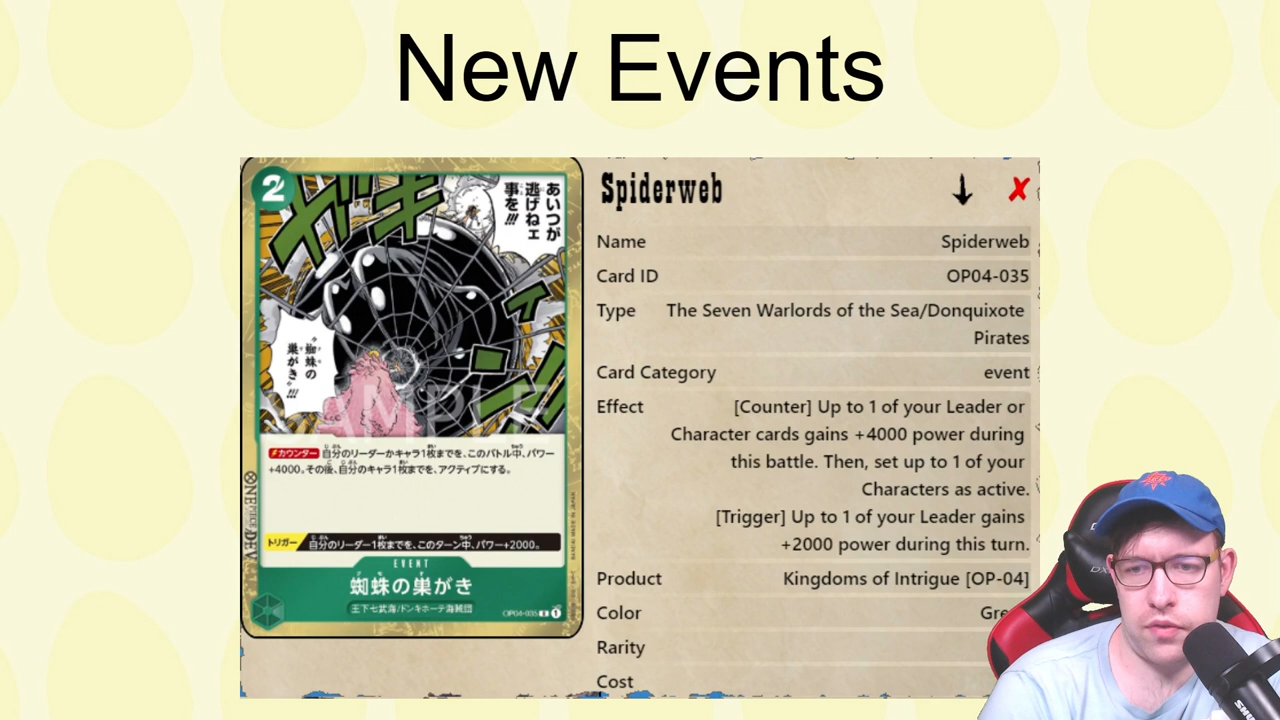 New Events
2
ガギ
あいつが
逃げねェ
事を!!!
"蜘蛛の
巣がき"!!!
SAMPLE
⚡カウンター 自分のリーダーかキャラ1枚までを、このバトル中、パワー
+4000。その後、自分のキャラ1枚までを、アクティブにする。
トリガー 自分のリーダー1枚までを、このターン中、パワー+2000。
EVENT
蜘蛛の巣がき
王下七武海/ドンキホーテ海賊団
OP04-035
Spiderweb
Name Spiderweb
Card ID OP04-035
Type The Seven Warlords of the Sea/Donquixote
Pirates
Card Category event
Effect [Counter] Up to 1 of your Leader or
Character cards gains +4000 power during
this battle. Then, set up to 1 of your
Characters as active.
[Trigger] Up to 1 of your Leader gains
+2000 power during this turn.
Product Kingdoms of Intrigue [OP-04]
Color Gre
Rarity
Cost